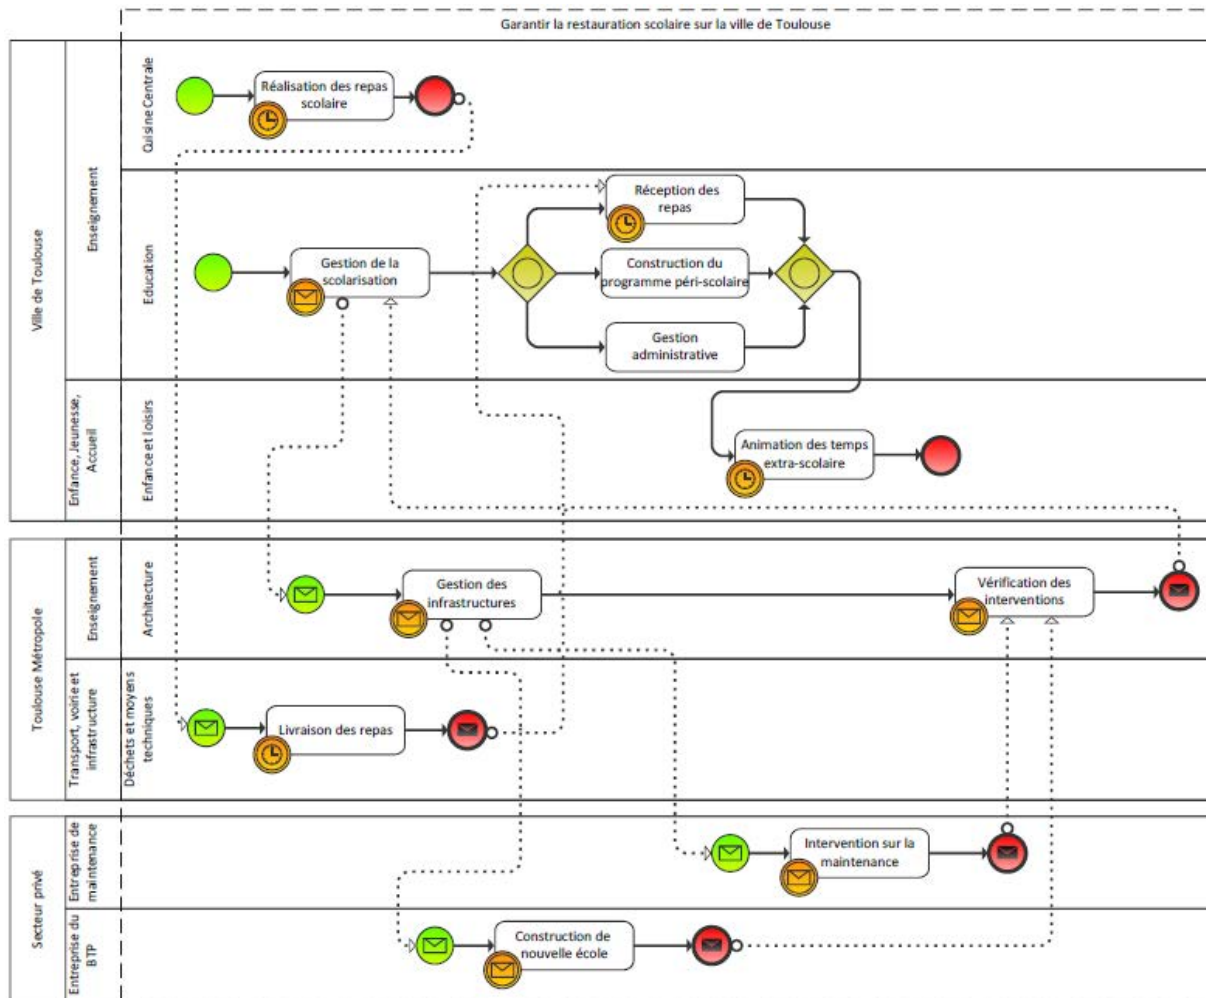 Garantir la restauration scolaire sur la ville de Toulouse
Ville de Toulouse
Enseignement
Quisine Centrale
Réalisation des repas
scolaire
Education
Gestion de la
scolarisation
Réception des
repas
Construction du
programme péri-scolaire
Gestion
administrative
Enfance, Jeunesse,
Accueil
Enfance et loisirs
Animation des temps
extra-scolaire
Toulouse Métropole
Enseignement
Architecture
Gestion des
infrastructures
Vérification des
interventions
Transport, voirie et
infrastructure
Déchets et moyens
techniques
Livraison des repas
Secteur privé
Entreprise de
maintenance
Intervention sur la
maintenance
Entreprise du
BTP
Construction de
nouvelle école